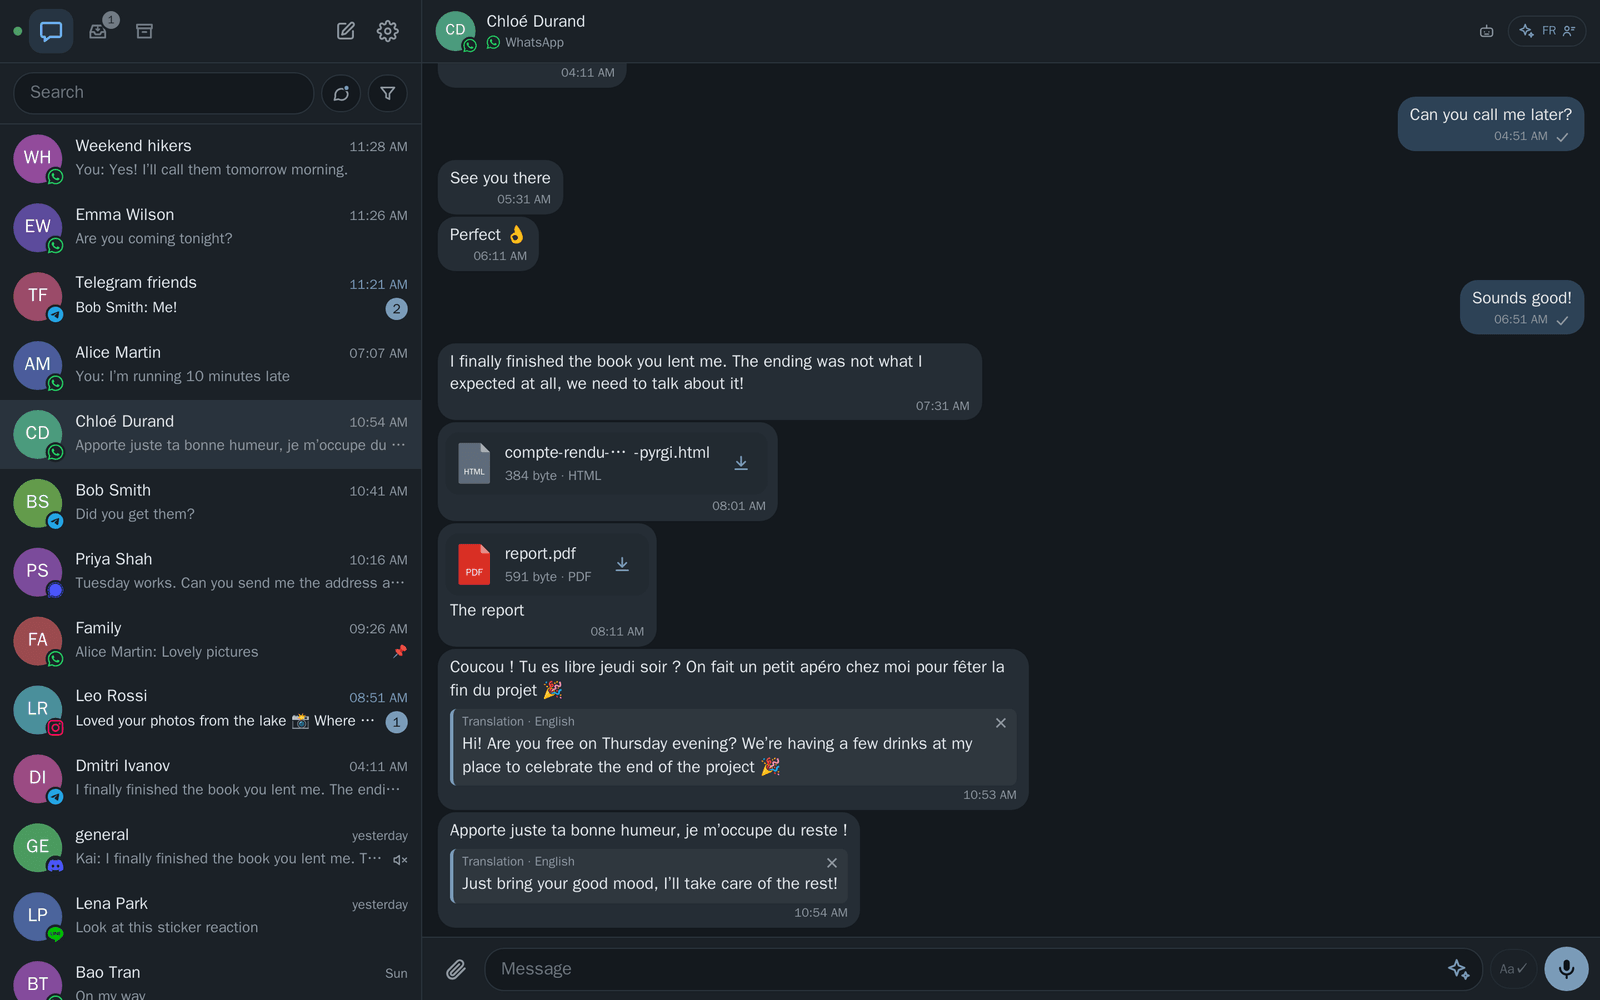 1
Search
WH
Weekend hikers
11:28 AM
You: Yes! I'll call them tomorrow morning.
EW
Emma Wilson
11:26 AM
Are you coming tonight?
TF
Telegram friends
11:21 AM
Bob Smith: Me!
2
AM
Alice Martin
07:07 AM
You: I'm running 10 minutes late
CD
Chloé Durand
10:54 AM
Apporte juste ta bonne humeur, je m'occupe du ···
BS
Bob Smith
10:41 AM
Did you get them?
PS
Priya Shah
10:16 AM
Tuesday works. Can you send me the address a···
FA
Family
09:26 AM
Alice Martin: Lovely pictures
LR
Leo Rossi
08:51 AM
Loved your photos from the lake 📸 Where ···
1
DI
Dmitri Ivanov
04:11 AM
I finally finished the book you lent me. The endi···
GE
general
yesterday
Kai: I finally finished the book you lent me. T···
LP
Lena Park
yesterday
Look at this sticker reaction
BT
Bao Tran
Sun
On my way
CD
Chloé Durand
WhatsApp
FR
04:11 AM
Can you call me later?
04:51 AM
See you there
05:31 AM
Perfect 👌
06:11 AM
Sounds good!
06:51 AM
I finally finished the book you lent me. The ending was not what I
expected at all, we need to talk about it!
07:31 AM
HTML
compte-rendu-··· -pyrgi.html
384 byte · HTML
08:01 AM
PDF
report.pdf
591 byte · PDF
The report
08:11 AM
Coucou ! Tu es libre jeudi soir ? On fait un petit apéro chez moi pour fêter la
fin du projet 🎉
Translation · English
Hi! Are you free on Thursday evening? We're having a few drinks at my
place to celebrate the end of the project 🎉
10:53 AM
Apporte juste ta bonne humeur, je m'occupe du reste !
Translation · English
Just bring your good mood, I'll take care of the rest!
10:54 AM
Message
Aa✓